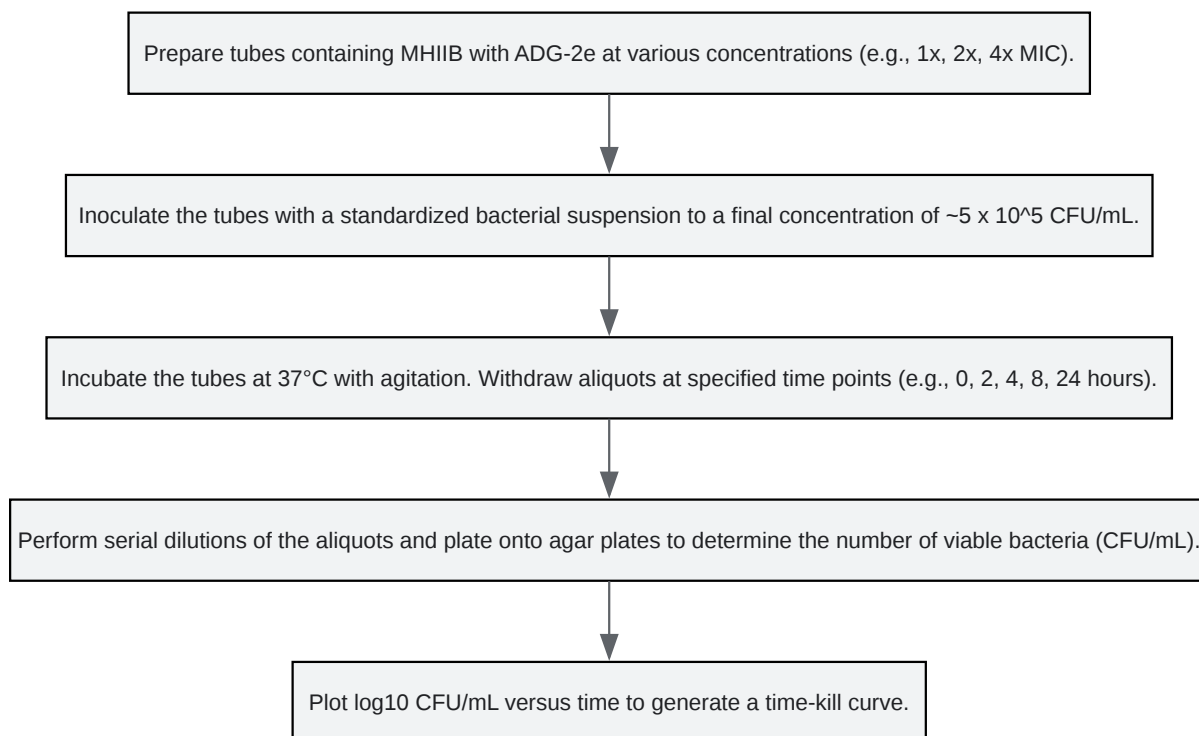 Prepare tubes containing MHIIB with ADG-2e at various concentrations (e.g., 1x, 2x, 4x MIC).
Inoculate the tubes with a standardized bacterial suspension to a final concentration of ~5 x 10^5 CFU/mL.
Incubate the tubes at 37°C with agitation. Withdraw aliquots at specified time points (e.g., 0, 2, 4, 8, 24 hours).
Perform serial dilutions of the aliquots and plate onto agar plates to determine the number of viable bacteria (CFU/mL).
Plot log10 CFU/mL versus time to generate a time-kill curve.